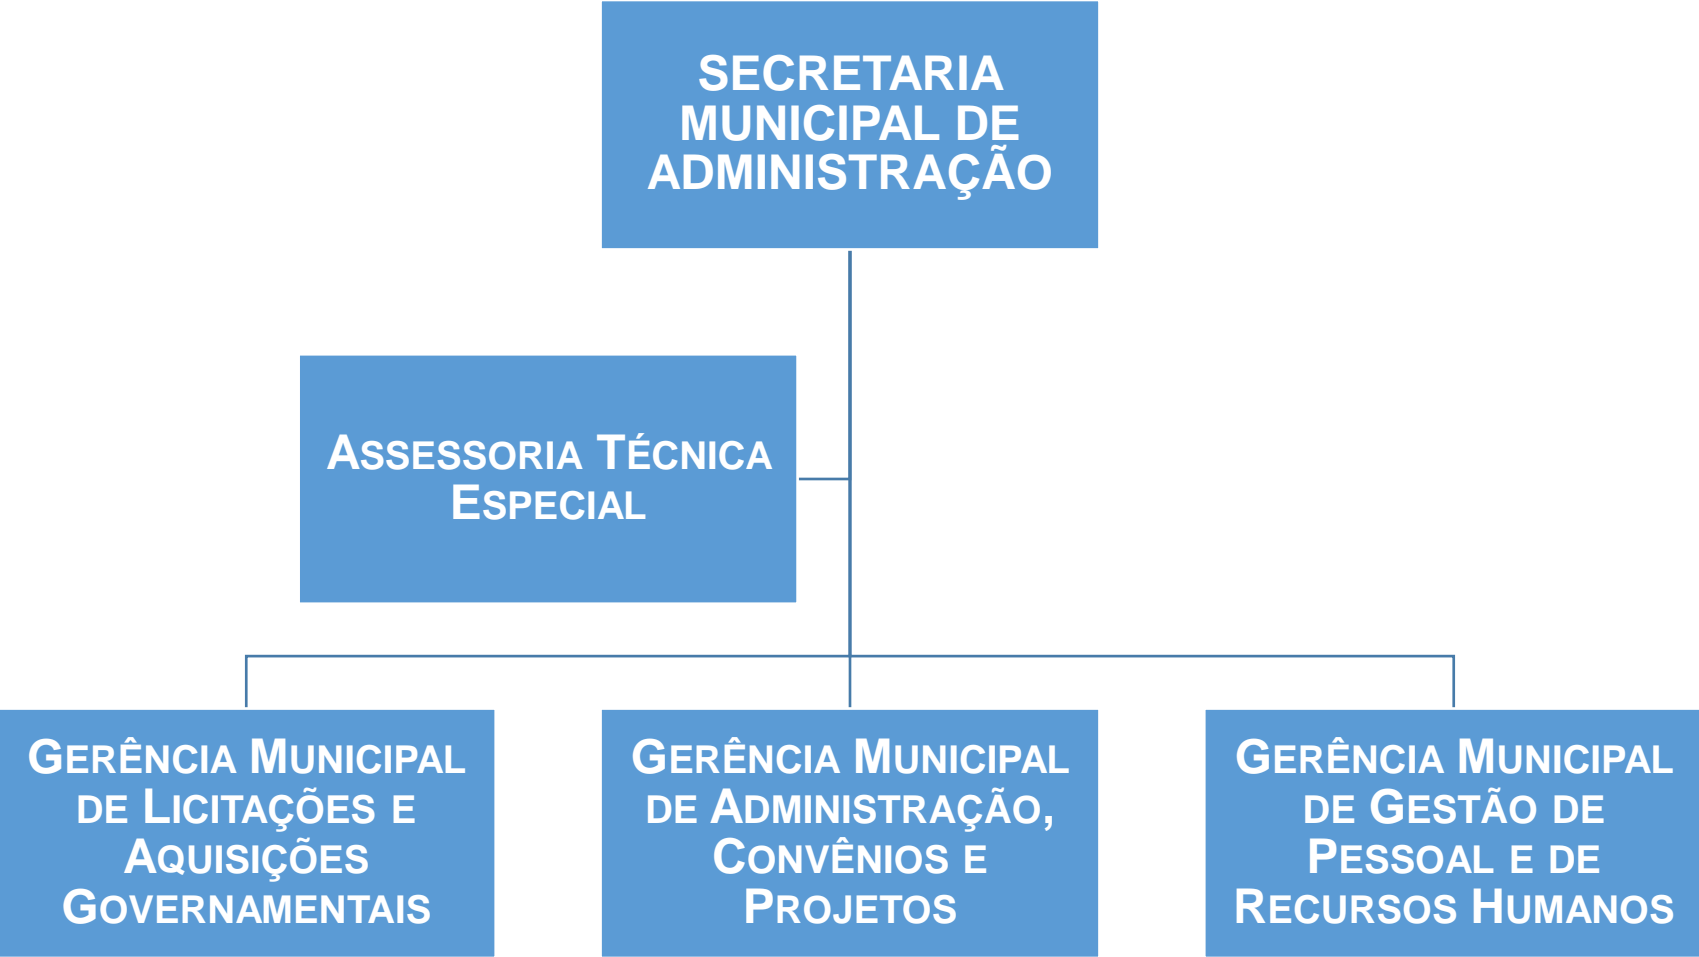 SECRETARIA
MUNICIPAL DE
ADMINISTRAÇÃO
ASSESSORIA TÉCNICA
ESPECIAL
GERÊNCIA MUNICIPAL
DE LICITAÇÕES E
AQUISIÇÕES
GOVERNAMENTAIS
GERÊNCIA MUNICIPAL
DE ADMINISTRAÇÃO,
CONVÊNIOS E
PROJETOS
GERÊNCIA MUNICIPAL
DE GESTÃO DE
PESSOAL E DE
RECURSOS HUMANOS